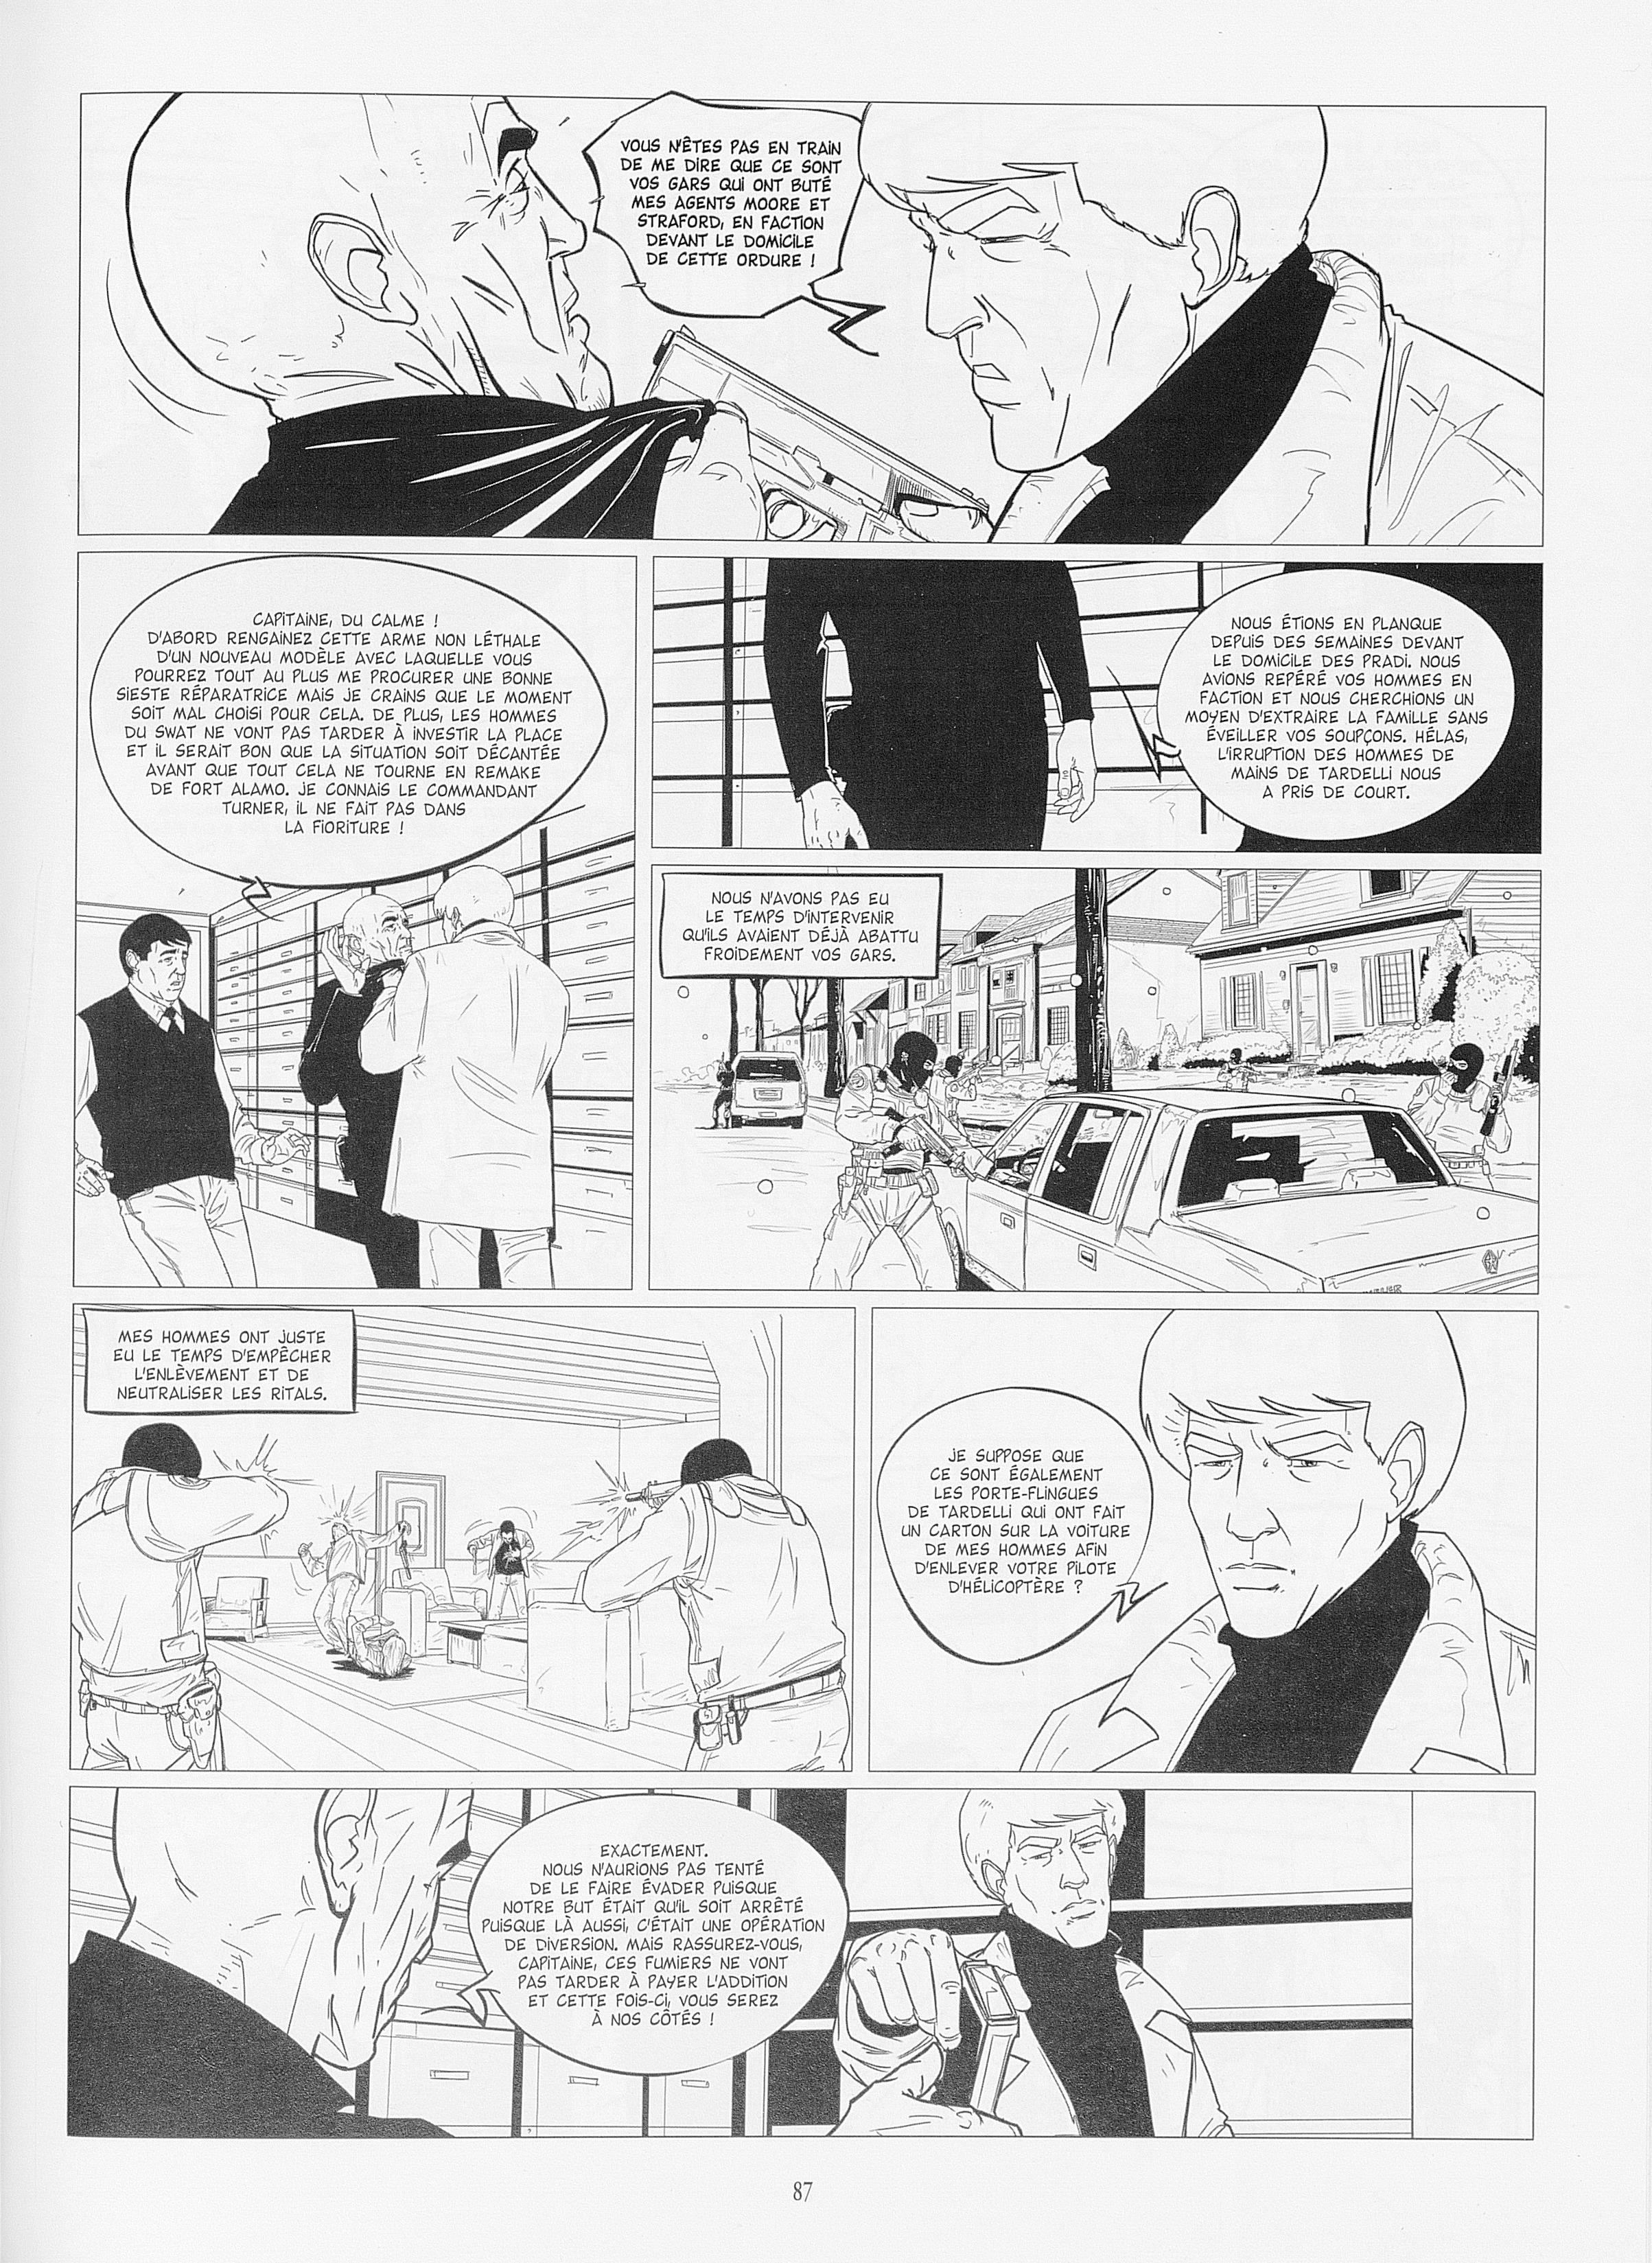 VOUS N'ÊTES PAS EN TRAIN
DE ME DIRE QUE CE SONT
VOS GARS QUI ONT BUTÉ
MES AGENTS MOORE ET
STRAFORD, EN FACTION
DEVANT LE DOMICILE
DE CETTE ORDURE !
CAPITAINE, DU CALME !
D'ABORD RENGAINEZ CETTE ARME NON LÉTHALE
D'UN NOUVEAU MODÈLE AVEC LAQUELLE VOUS
POURREZ TOUT AU PLUS ME PROCURER UNE BONNE
SIESTE RÉPARATRICE MAIS JE CRAINS QUE LE MOMENT
SOIT MAL CHOISI POUR CELA. DE PLUS, LES HOMMES
DU SWAT NE VONT PAS TARDER À INVESTIR LA PLACE
ET IL SERAIT BON QUE LA SITUATION SOIT DÉCANTÉE
AVANT QUE TOUT CELA NE TOURNE EN REMAKE
DE FORT ALAMO. JE CONNAIS LE COMMANDANT
TURNER, IL NE FAIT PAS DANS
LA FIORITURE !
NOUS ÉTIONS EN PLANQUE
DEPUIS DES SEMAINES DEVANT
LE DOMICILE DES PRADI. NOUS
AVIONS REPÉRÉ VOS HOMMES EN
FACTION ET NOUS CHERCHIONS UN
MOYEN D'EXTRAIRE LA FAMILLE SANS
ÉVEILLER VOS SOUPÇONS. HÉLAS,
L'IRRUPTION DES HOMMES DE
MAINS DE TARDELLI NOUS
A PRIS DE COURT.
NOUS N'AVONS PAS EU
LE TEMPS D'INTERVENIR
QU'ILS AVAIENT DÉJÀ ABATTU
FROIDEMENT VOS GARS.
MES HOMMES ONT JUSTE
EU LE TEMPS D'EMPÊCHER
L'ENLÈVEMENT ET DE
NEUTRALISER LES RITALS.
JE SUPPOSE QUE
CE SONT ÉGALEMENT
LES PORTE-FLINGUES
DE TARDELLI QUI ONT FAIT
UN CARTON SUR LA VOITURE
DE MES HOMMES AFIN
D'ENLEVER VOTRE PILOTE
D'HÉLICOPTÈRE ?
EXACTEMENT.
NOUS N'AURIONS PAS TENTÉ
DE LE FAIRE ÉVADER PUISQUE
NOTRE BUT ÉTAIT QU'IL SOIT ARRÊTÉ
PUISQUE LÀ AUSSI, C'ÉTAIT UNE OPÉRATION
DE DIVERSION. MAIS RASSUREZ-VOUS,
CAPITAINE, CES FUMIERS NE VONT
PAS TARDER À PAYER L'ADDITION
ET CETTE FOIS-CI, VOUS SEREZ
À NOS CÔTÉS !
87